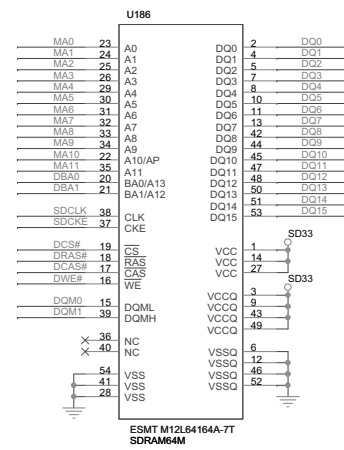 U186
MA0 23 A0 DQ0 2 DQ0
MA1 24 A1 DQ1 4 DQ1
MA2 25 A2 DQ2 5 DQ2
MA3 26 A3 DQ3 7 DQ3
MA4 29 A4 DQ4 8 DQ4
MA5 30 A5 DQ5 10 DQ5
MA6 31 A6 DQ6 11 DQ6
MA7 32 A7 DQ7 13 DQ7
MA8 33 A8 DQ8 42 DQ8
MA9 34 A9 DQ9 44 DQ9
MA10 22 A10/AP DQ10 45 DQ10
MA11 35 A11 DQ11 47 DQ11
DBA0 20 BA0/A13 DQ12 48 DQ12
DBA1 21 BA1/A12 DQ13 50 DQ13
DQ14 51 DQ14
SDCLK 38 CLK DQ15 53 DQ15
SDCKE 37 CKE
SD33
DCS# 19 CS VCC 1
DRAS# 18 RAS VCC 14
DCAS# 17 CAS VCC 27
DWE# 16 WE
SD33
DQM0 15 DQML VCCQ 3
DQM1 39 DQMH VCCQ 9
VCCQ 43
VCCQ 49
36 NC
40 NC VSSQ 6
VSSQ 12
54 VSS VSSQ 46
41 VSS VSSQ 52
28 VSS
ESMT M12L64164A-7T
SDRAM64M